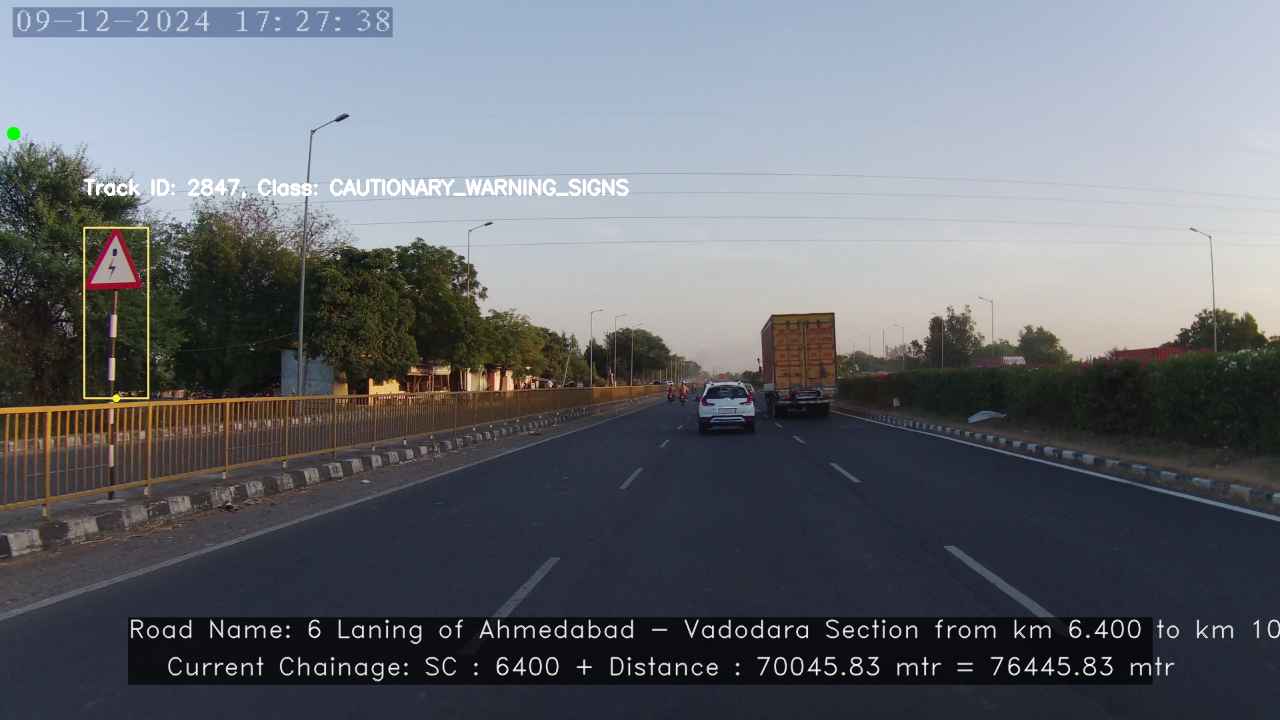 09-12-2024 17:27:38
Track ID: 2847, Class: CAUTIONARY_WARNING_SIGNS
Road Name: 6 Laning of Ahmedabad - Vadodara Section from km 6.400 to km 10
Current Chainage: SC : 6400 + Distance : 70045.83 mtr = 76445.83 mtr